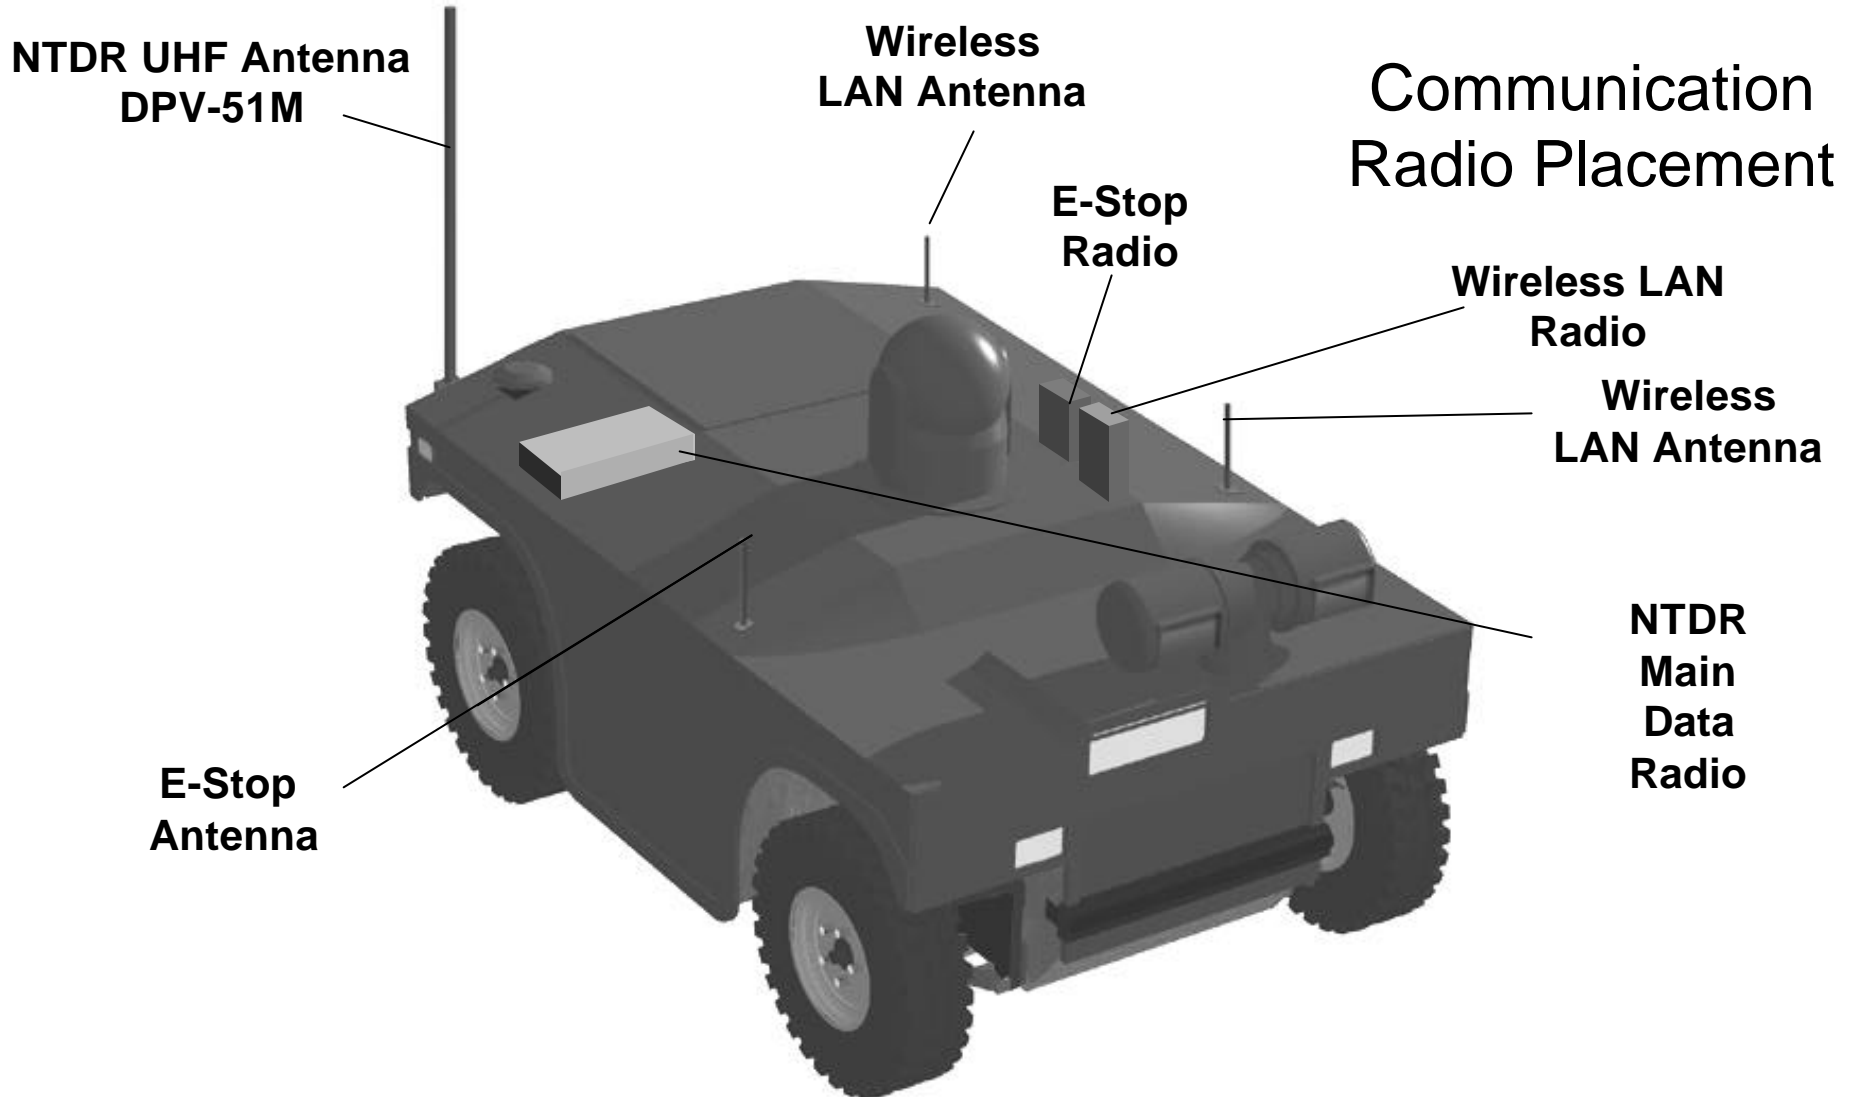 NTDR UHF Antenna
DPV-51M
Wireless
LAN Antenna
Communication
Radio Placement
E-Stop
Radio
Wireless LAN
Radio
Wireless
LAN Antenna
NTDR
Main
Data
Radio
E-Stop
Antenna